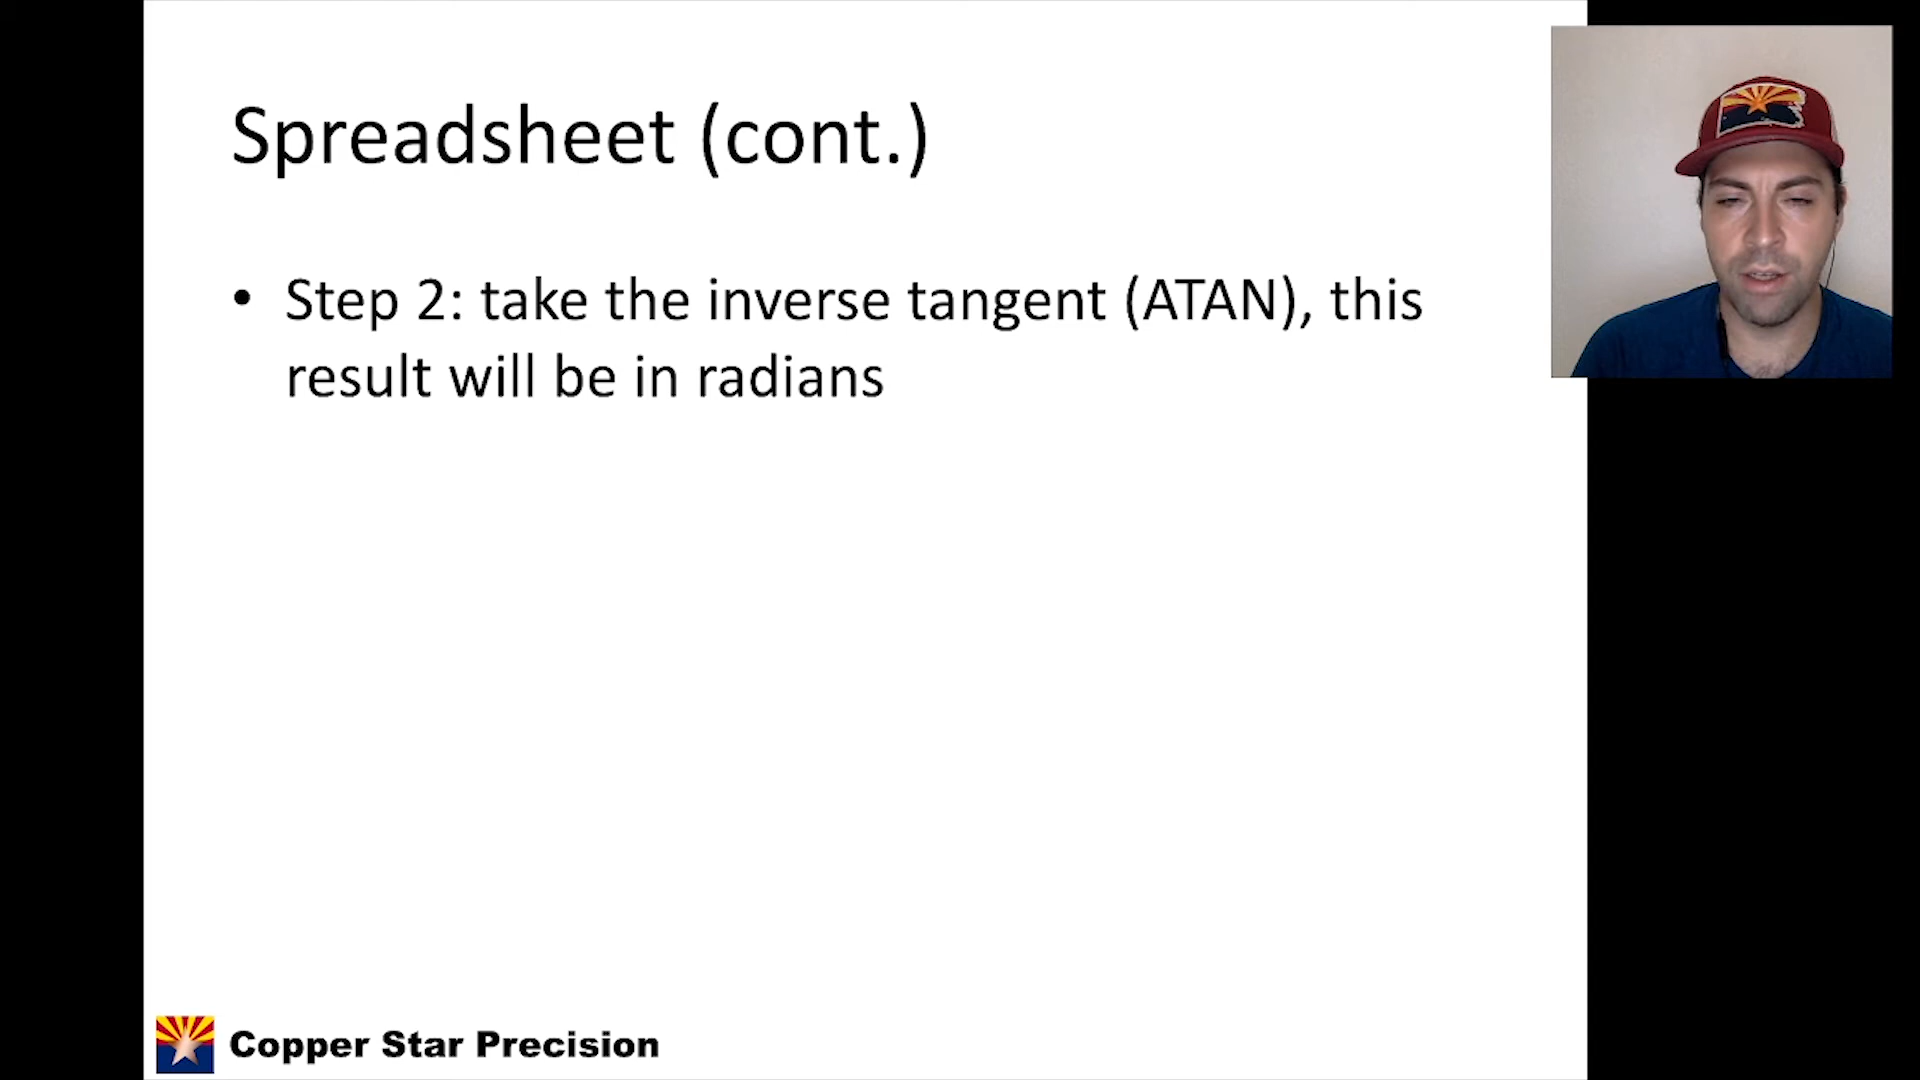 Spreadsheet (cont.)
• Step 2: take the inverse tangent (ATAN), this
result will be in radians
Copper Star Precision